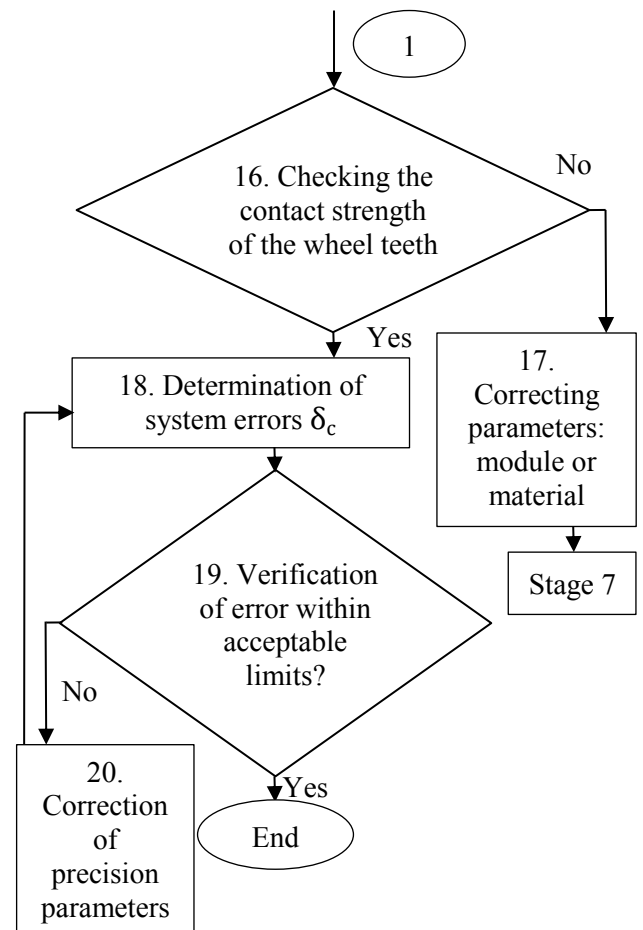 1
16. Checking the
contact strength
of the wheel teeth
No
Yes
17.
Correcting
parameters:
module or
material
18. Determination of
system errors δc
Stage 7
19. Verification
of error within
acceptable
limits?
No
Yes
20.
Correction
of
precision
parameters
End